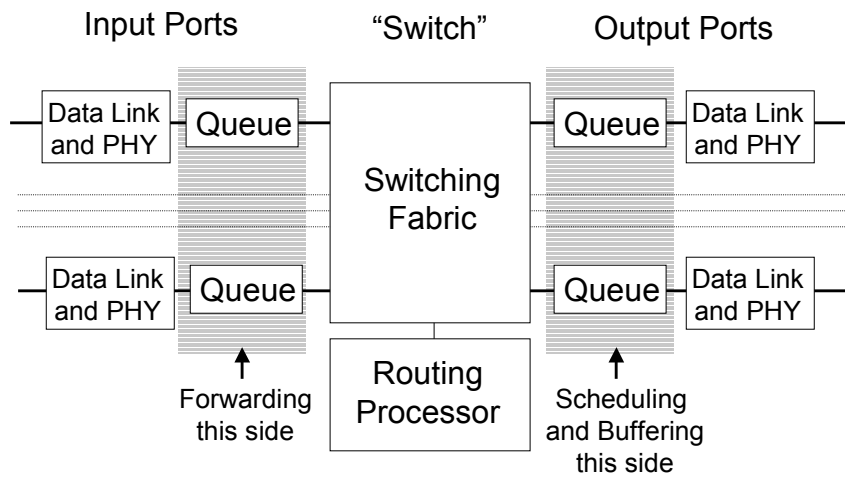 Input Ports
“Switch”
Output Ports
Data Link
and PHY
Queue
Switching
Fabric
Queue
Data Link
and PHY
Data Link
and PHY
Queue
Queue
Data Link
and PHY
Forwarding
this side
Routing
Processor
Scheduling
and Buffering
this side